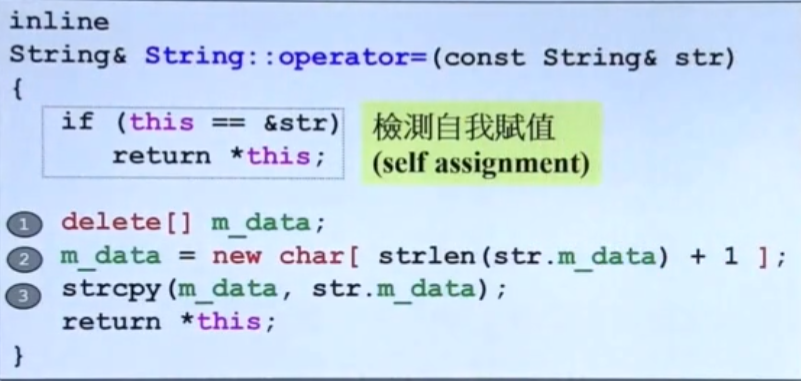 inline
String& String::operator=(const String& str)
{
if (this == &str)
return *this;
檢測自我賦值
(self assignment)
1 delete[] m_data;
2 m_data = new char[ strlen(str.m_data) + 1 ];
3 strcpy(m_data, str.m_data);
return *this;
}